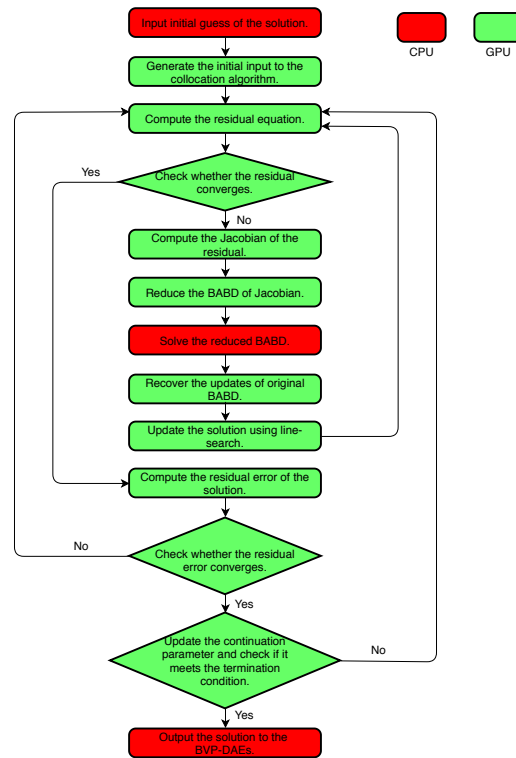 Input initial guess of the solution.
CPU
GPU
Generate the initial input to the
collocation algorithm.
Compute the residual equation.
Yes
Check whether the residual
converges.
No
Compute the Jacobian of the
residual.
Reduce the BABD of Jacobian.
Solve the reduced BABD.
Recover the updates of original
BABD.
Update the solution using line-
search.
Compute the residual error of the
solution.
No
Check whether the residual
error converges.
Yes
Update the continuation
parameter and check if it
meets the termination
condition.
No
Yes
Output the solution to the
BVP-DAEs.